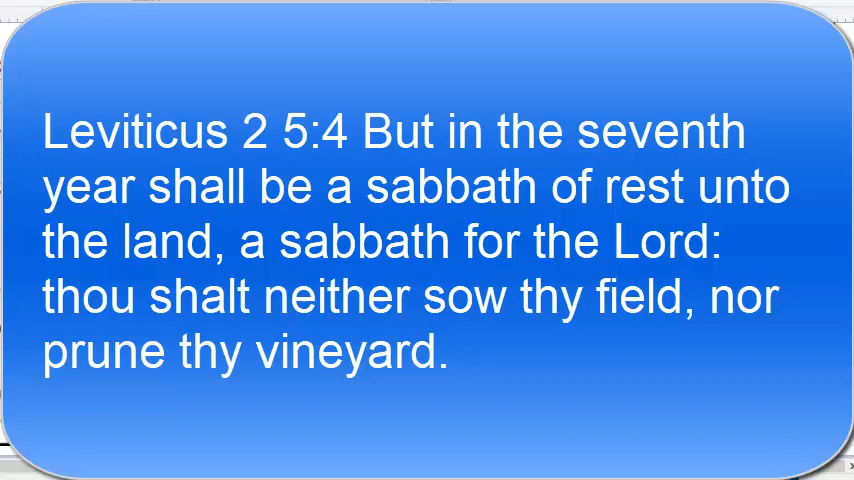 Leviticus 2 5:4 But in the seventh
year shall be a sabbath of rest unto
the land, a sabbath for the Lord:
thou shalt neither sow thy field, nor
prune thy vineyard.